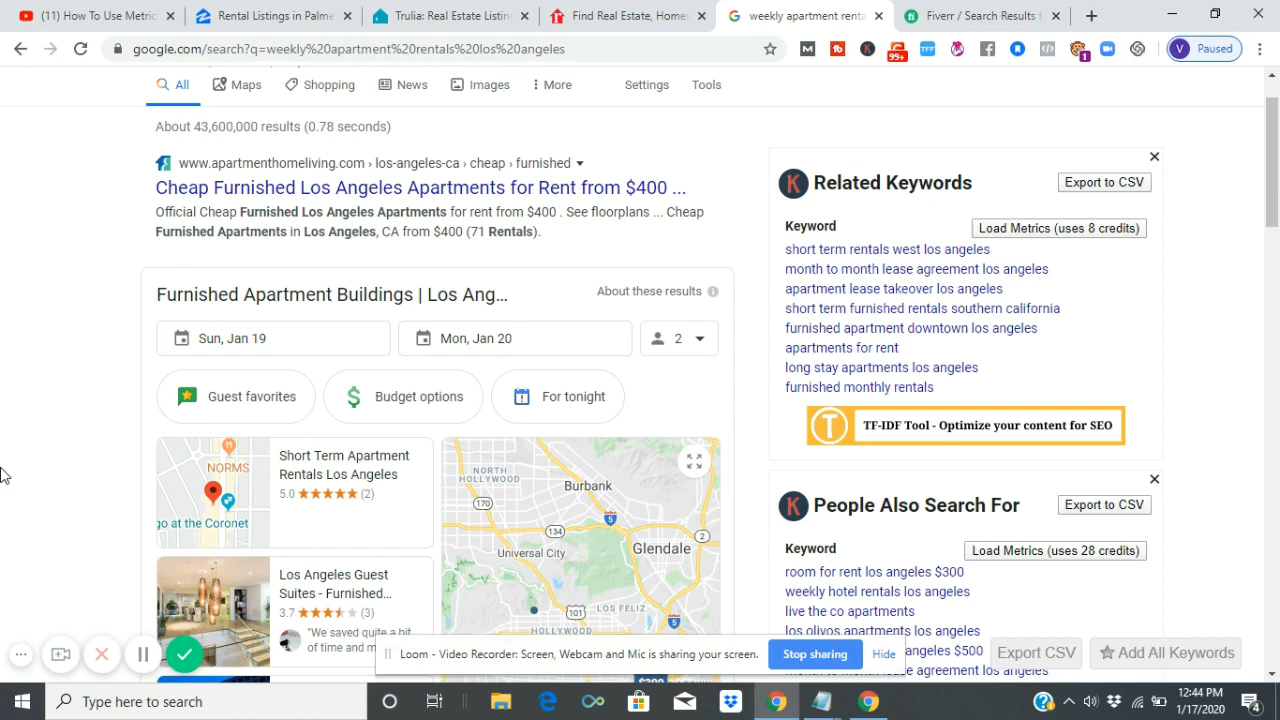 (11) How To Use Metric
Rental Listings in Palme
Trulia: Real Estate Listing
Find Real Estate, Homes
weekly apartment renta
Fiverr / Search Results f
google.com/search?q=weekly%20apartment%20rentals%20los%20angeles
99+
TFF
1
V Paused
All
Maps
Shopping
News
Images
More
Settings
Tools
About 43,600,000 results (0.78 seconds)
www.apartmenthomeliving.com › los-angeles-ca › cheap › furnished
Cheap Furnished Los Angeles Apartments for Rent from $400 ...
Official Cheap Furnished Los Angeles Apartments for rent from $400 . See floorplans ... Cheap
Furnished Apartments in Los Angeles, CA from $400 (71 Rentals).
Furnished Apartment Buildings | Los Ang...
About these results
Sun, Jan 19
Mon, Jan 20
2
Guest favorites
Budget options
For tonight
NORMS
go at the Coronet
Short Term Apartment
Rentals Los Angeles
5.0
(2)
Los Angeles Guest
Suites - Furnished...
3.7
(3)
"We saved quite a bit
of time and m
NORTH
HOLLYWOOD
Burbank
170
5
134
2
Universal City
Glendale
101
LOS FELIZ
5
HOLLYWOOD
Related Keywords
Export to CSV
Keyword
Load Metrics (uses 8 credits)
short term rentals west los angeles
month to month lease agreement los angeles
apartment lease takeover los angeles
short term furnished rentals southern california
furnished apartment downtown los angeles
apartments for rent
long stay apartments los angeles
furnished monthly rentals
T TF-IDF Tool - Optimize your content for SEO
People Also Search For
Export to CSV
Keyword
Load Metrics (uses 28 credits)
room for rent los angeles $300
weekly hotel rentals los angeles
live the co apartments
los olivos apartments los angeles
angeles $500
agreement los angeles
Export CSV
Add All Keywords
Loom - Video Recorder: Screen, Webcam and Mic is sharing your screen.
Stop sharing
Hide
Type here to search
12:44 PM
1/17/2020
4